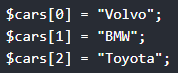 $cars[0] = "Volvo";
$cars[1] = "BMW";
$cars[2] = "Toyota";